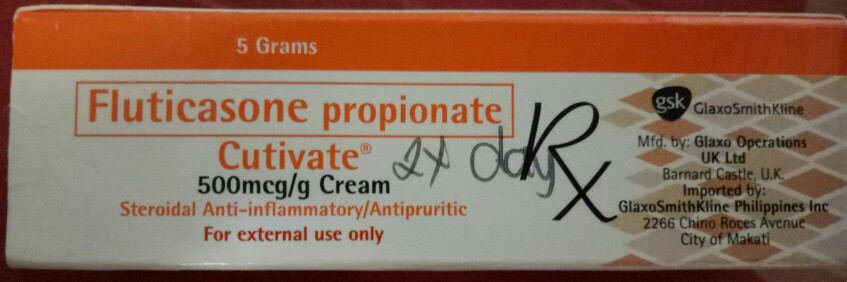 5 Grams
Fluticasone propionate
Cutivate®
500mcg/g Cream
Steroidal Anti-inflammatory/Antipruritic
For external use only
2x day
Rx
gsk GlaxoSmithKline
Mfd. by: Glaxo Operations
UK Ltd
Barnard Castle, U.K.
Imported by:
GlaxoSmithKline Philippines Inc
2266 Chino Roces Avenue
City of Makati